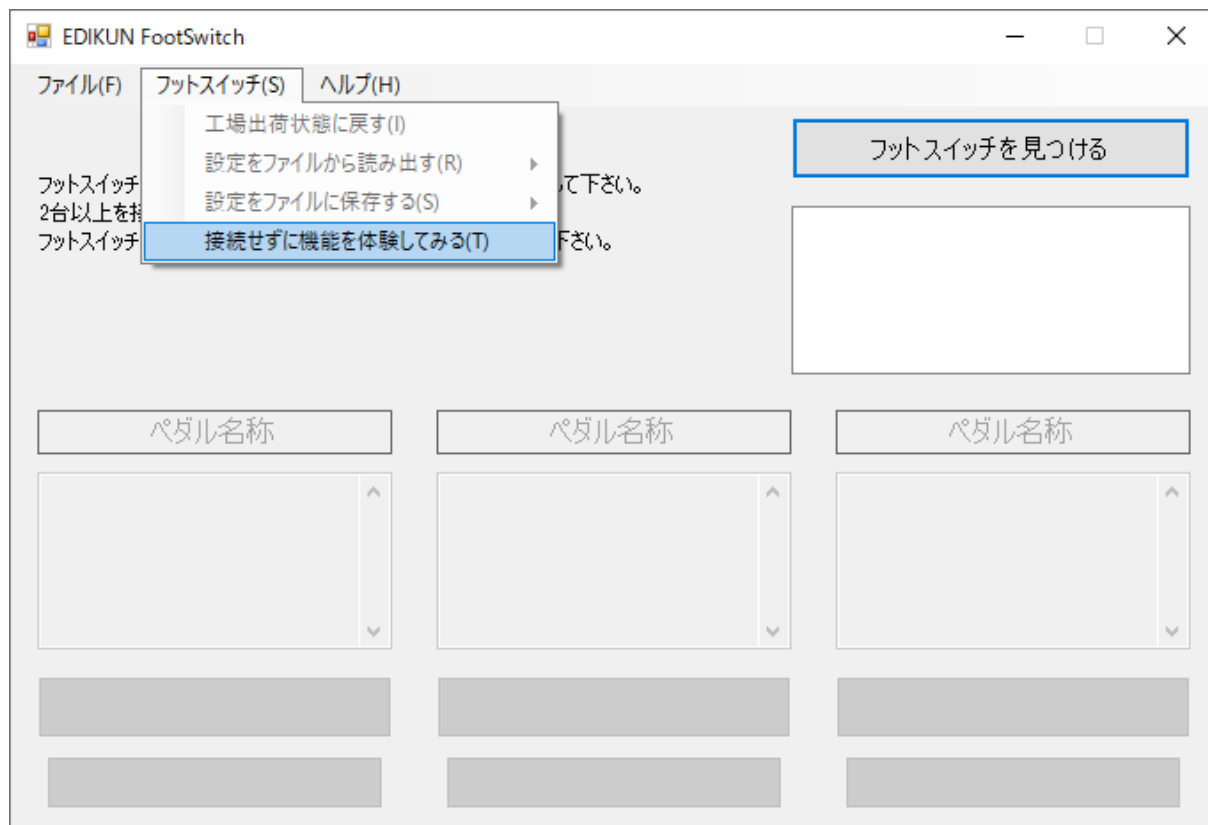 EDIKUN FootSwitch
ファイル(F) フットスイッチ(S) ヘルプ(H)
工場出荷状態に戻す(I)
設定をファイルから読み出す(R)
設定をファイルに保存する(S)
接続せずに機能を体験してみる(T)
フットスイッチ
て下さい。
2台以上を
フットスイッチ
下さい。
フットスイッチを見つける
ペダル名称 ペダル名称 ペダル名称